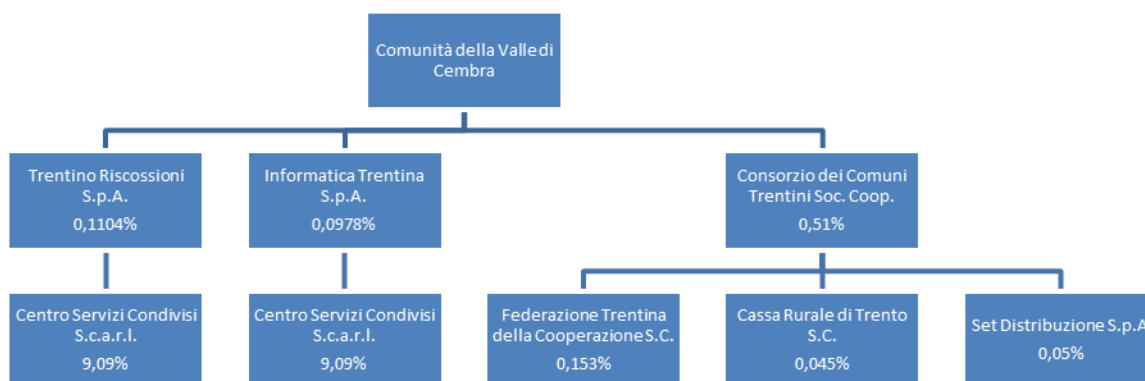 Comunità della Valle di
Cembra
Trentino Riscossioni
S.p.A.
0,1104%
Informatica Trentina
S.p.A.
0,0978%
Consorzio dei Comuni
Trentini Soc. Coop.
0,51%
Centro Servizi Condivisi
S.c.a.r.l.
9,09%
Centro Servizi Condivisi
S.c.a.r.l.
9,09%
Federazione Trentina
della Cooperazione S.C.
0,153%
Cassa Rurale di Trento
S.C.
0,045%
Set Distribuzione S.p.A
0,05%